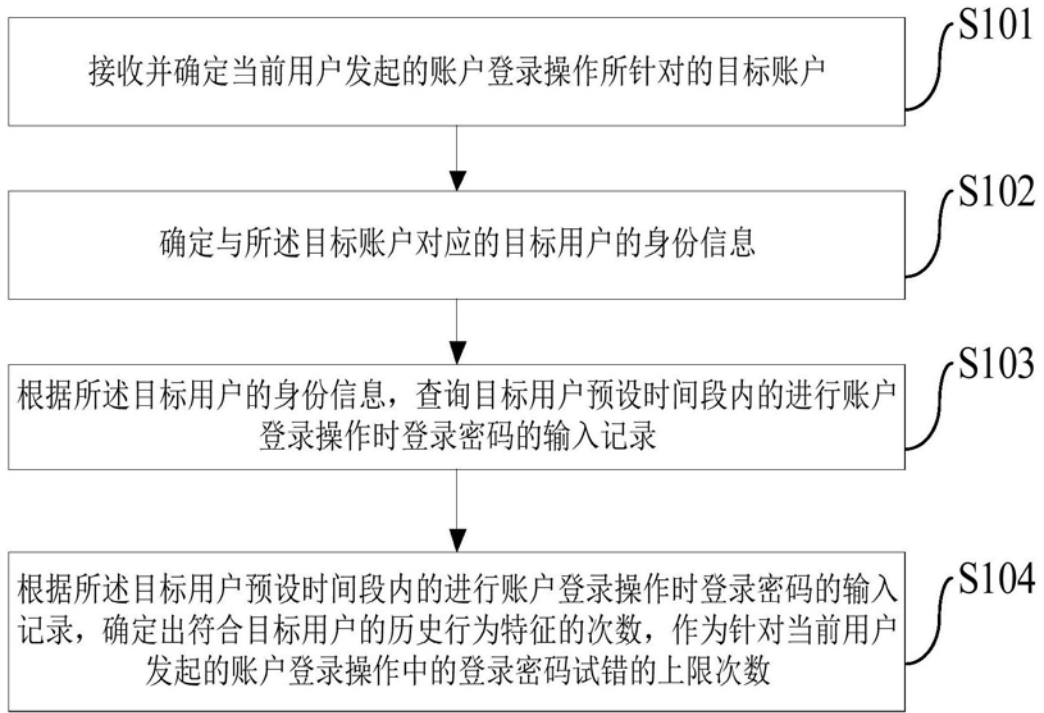 接收并确定当前用户发起的账户登录操作所针对的目标账户
S101
确定与所述目标账户对应的目标用户的身份信息
S102
根据所述目标用户的身份信息，查询目标用户预设时间段内的进行账户
登录操作时登录密码的输入记录
S103
根据所述目标用户预设时间段内的进行账户登录操作时登录密码的输入
记录，确定出符合目标用户的历史行为特征的次数，作为针对当前用户
发起的账户登录操作中的登录密码试错的上限次数
S104